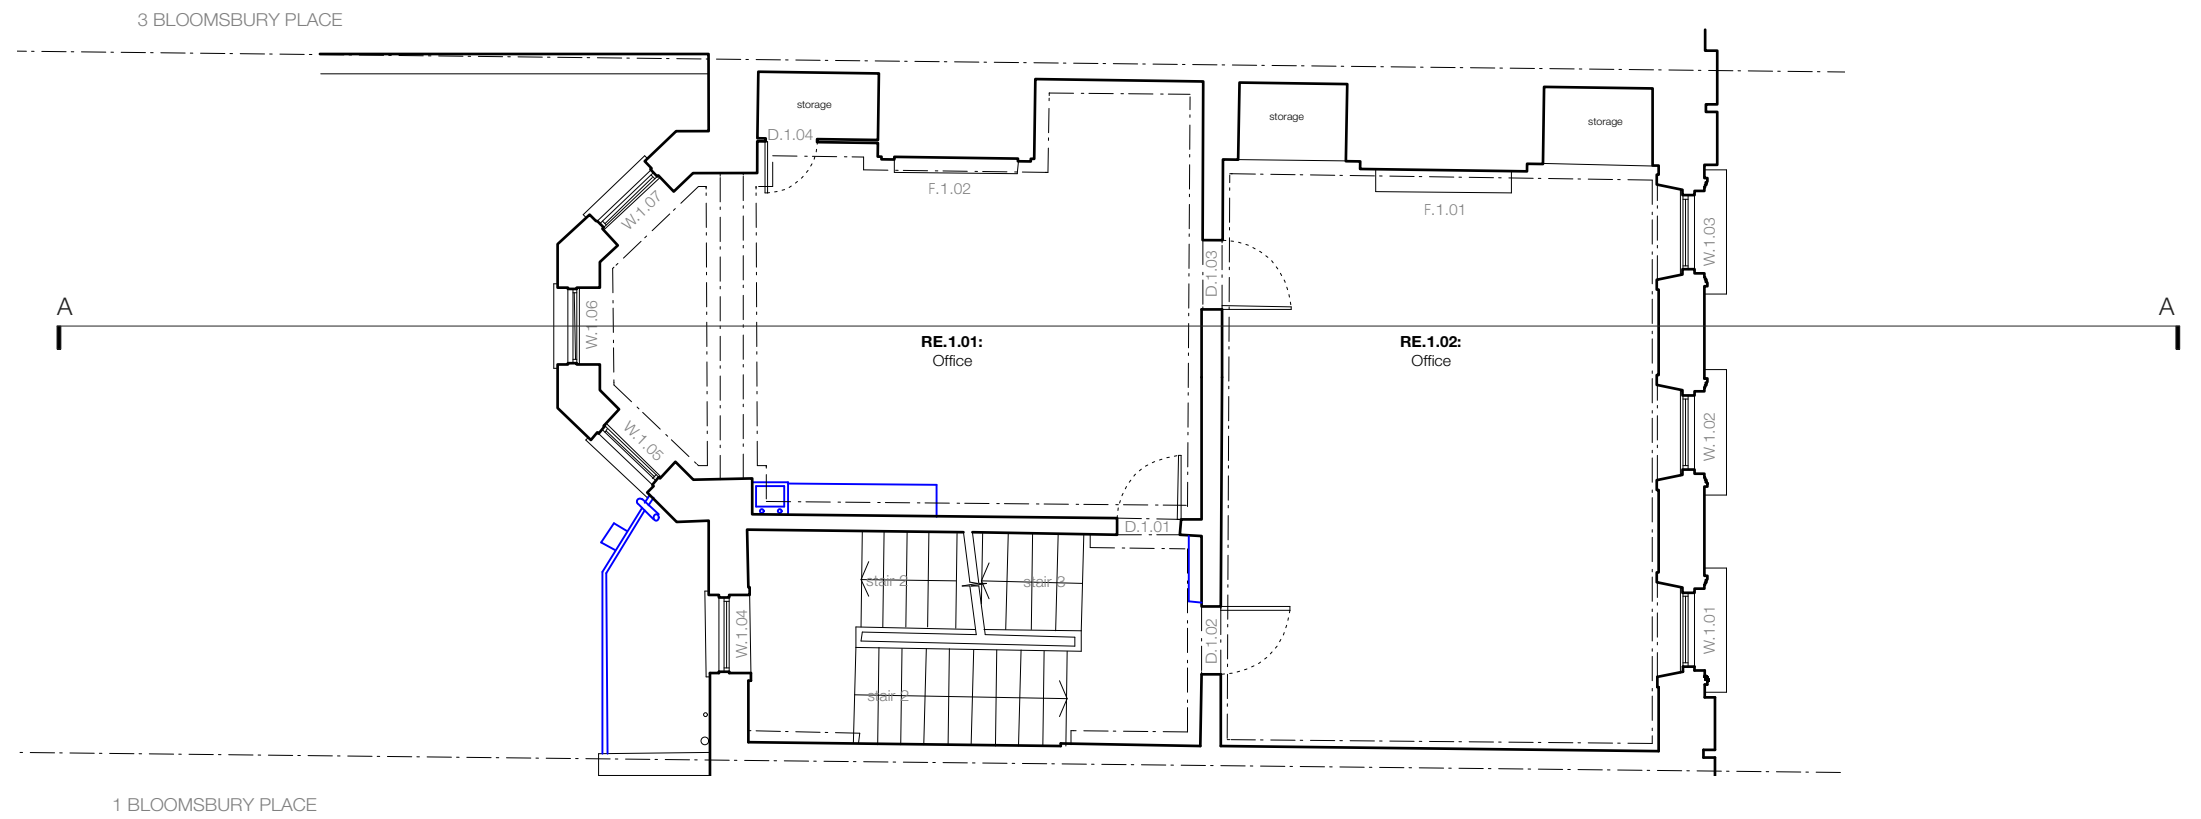 3 BLOOMSBURY PLACE
storage
storage
storage
D.1.04
F.1.02
F.1.01
W.1.07
W.1.03
D.1.03
A
A
W.1.06
RE.1.01:
Office
RE.1.02:
Office
W.1.05
W.1.02
D.1.01
stair 2
stair 3
W.1.04
D.1.02
W.1.01
stair 2
1 BLOOMSBURY PLACE